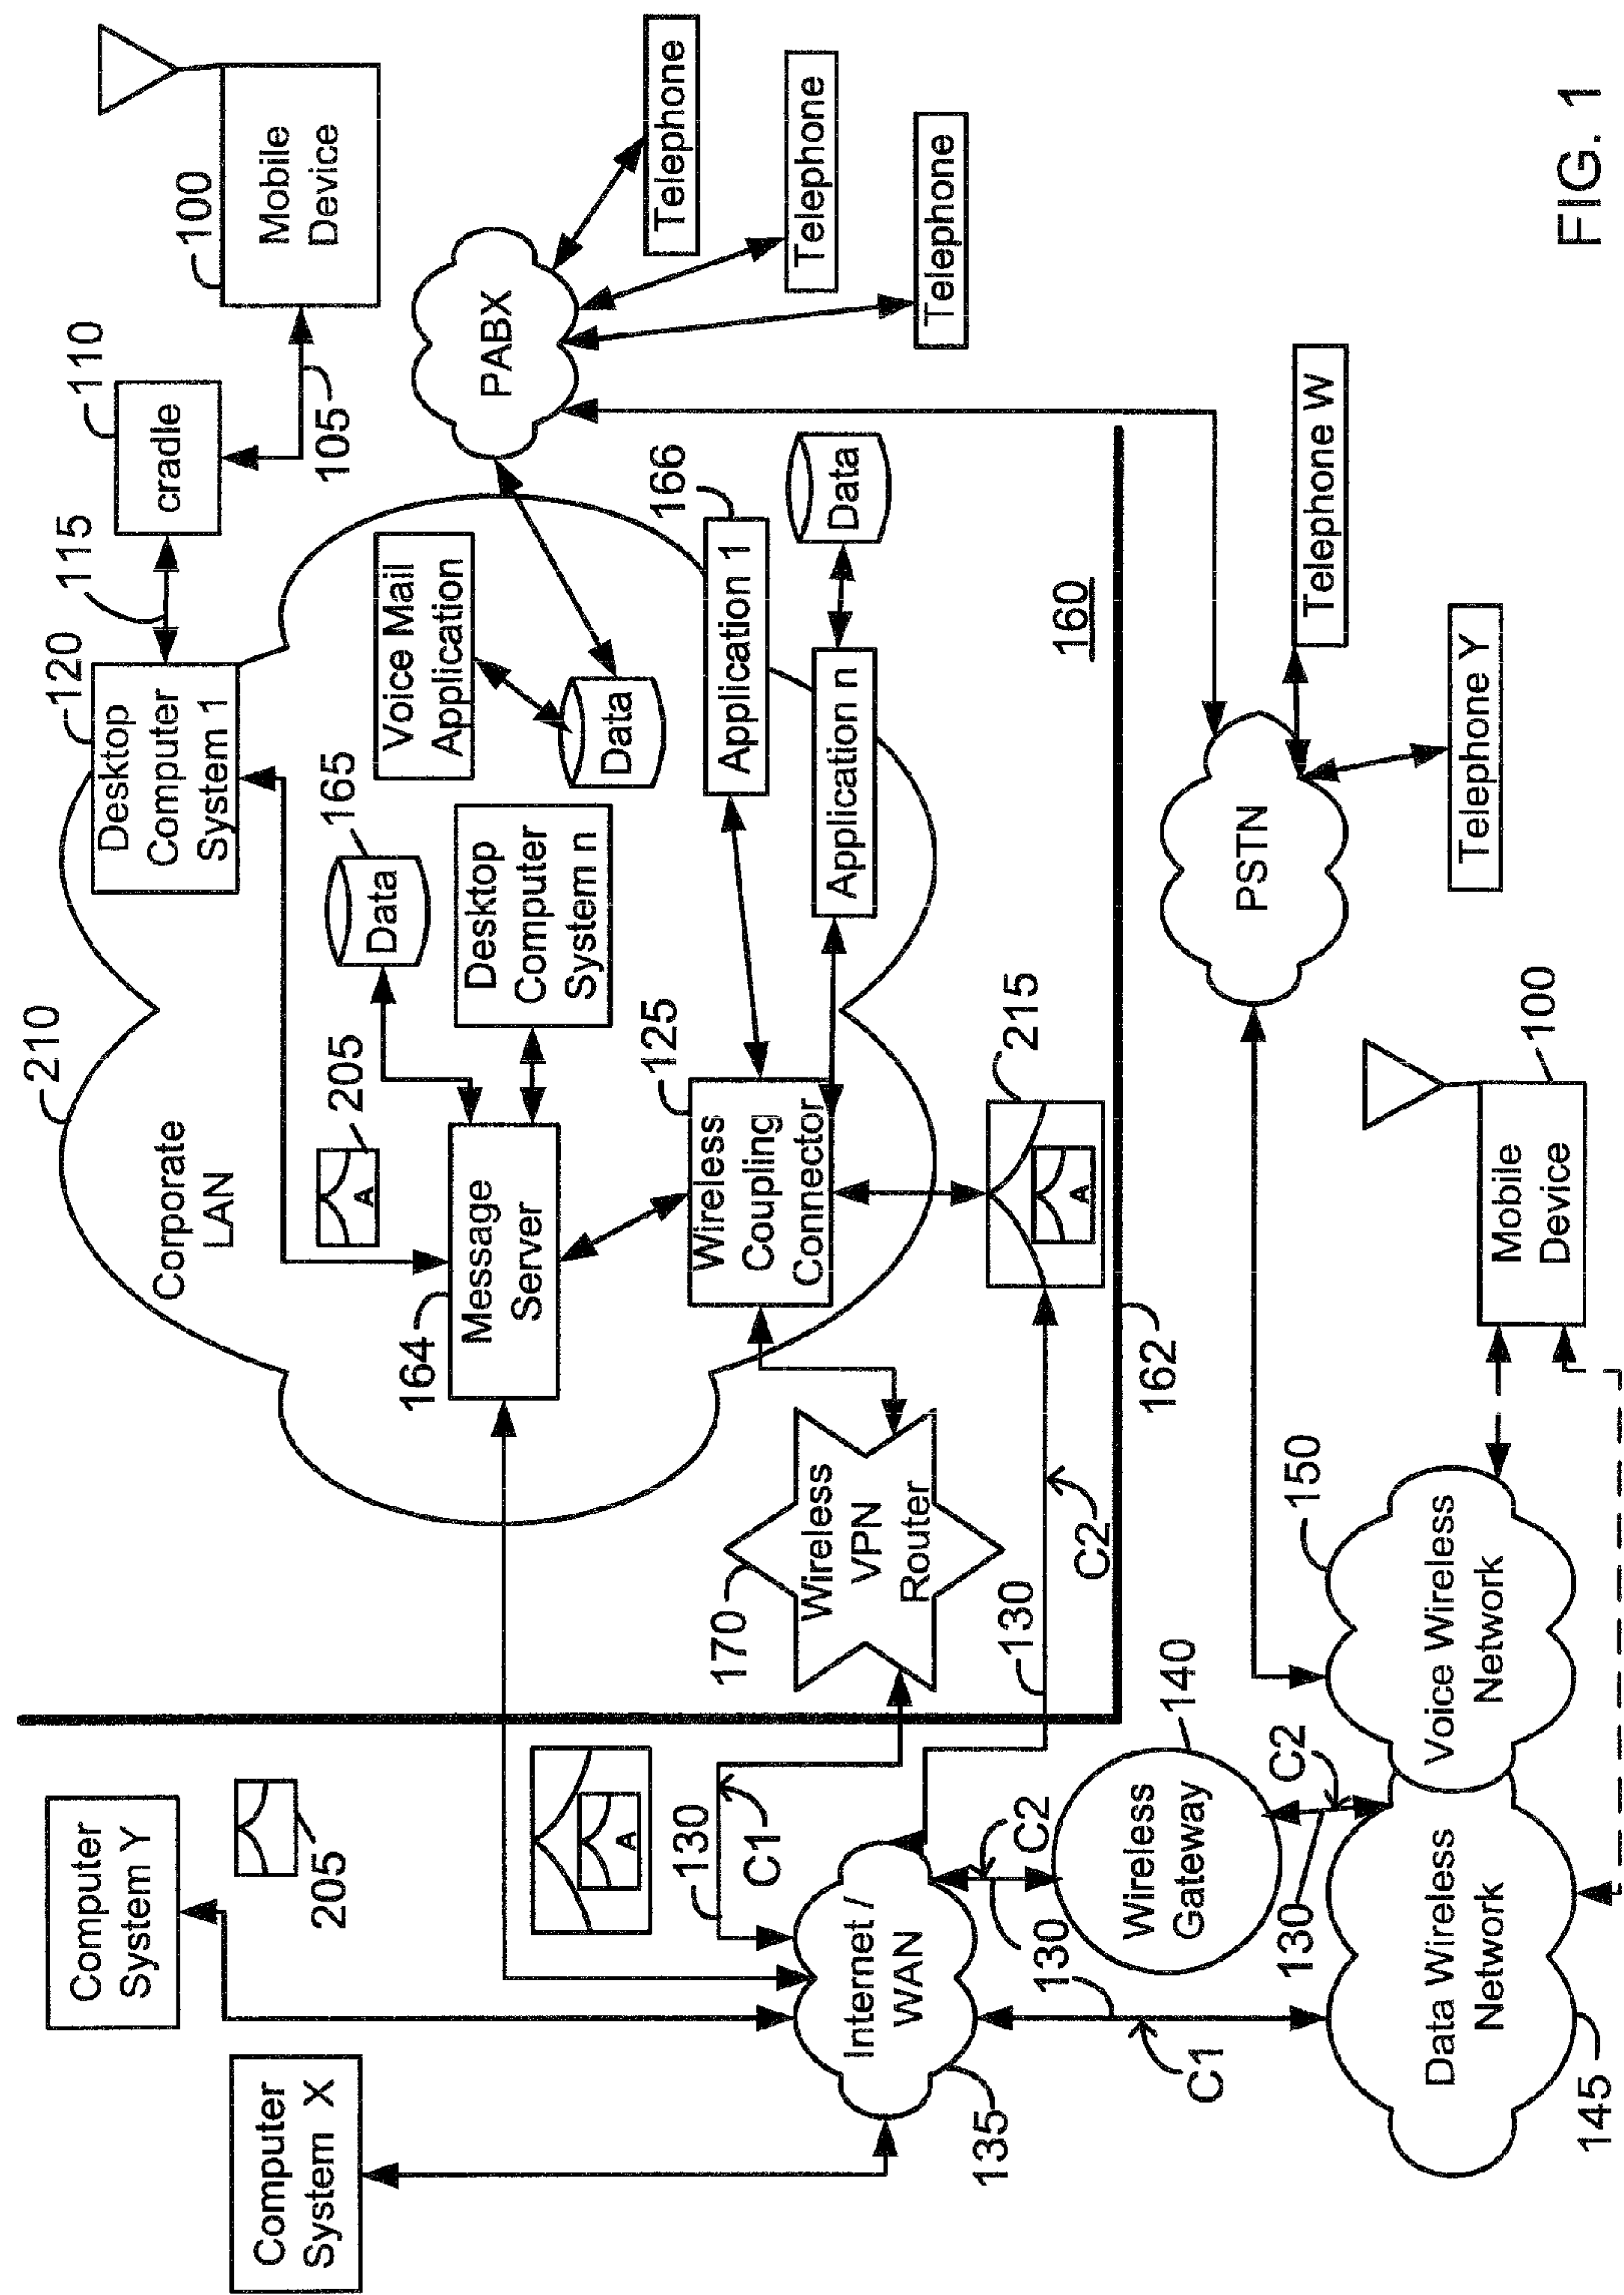 Computer
System X
Computer
System Y
205
210
Corporate
LAN
120
Desktop
Computer
System 1
115
110
cradle
105
100
Mobile
Device
205
A
165
Data
Desktop
Computer
System n
Voice Mail
Application
Data
PABX
Telephone
Telephone
Telephone
164
Message
Server
125
Wireless
Coupling
Connector
166
Application 1
Application n
Data
A
130
C1
170
Wireless
VPN
Router
215
A
160
Internet /
WAN
135
C2
130
130
C2
162
Wireless
Gateway
140
130
C1
130
C2
PSTN
Telephone W
Telephone Y
150
Voice Wireless
Network
Data Wireless
Network
145
Mobile
Device
100
FIG. 1